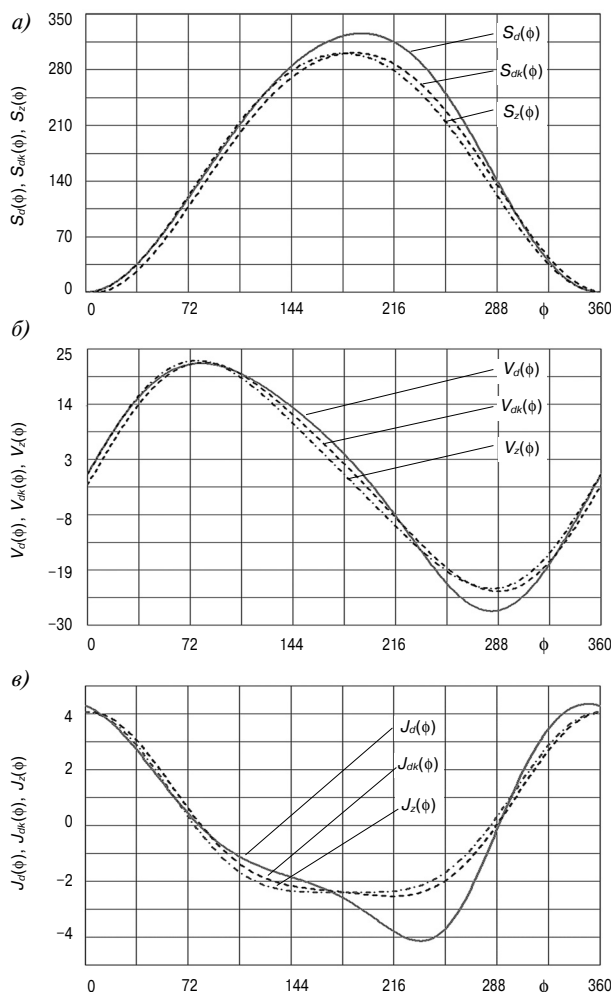 а)
350
280
210
140
70
0
S_d(ϕ), S_dk(ϕ), S_z(ϕ)
S_d(ϕ)
S_dk(ϕ)
S_z(ϕ)
0 72 144 216 288 ϕ 360
б)
25
14
3
−8
−19
−30
V_d(ϕ), V_dk(ϕ), V_z(ϕ)
V_d(ϕ)
V_dk(ϕ)
V_z(ϕ)
0 72 144 216 288 ϕ 360
в)
4
2
0
−2
−4
J_d(ϕ), J_dk(ϕ), J_z(ϕ)
J_d(ϕ)
J_dk(ϕ)
J_z(ϕ)
0 72 144 216 288 ϕ 360